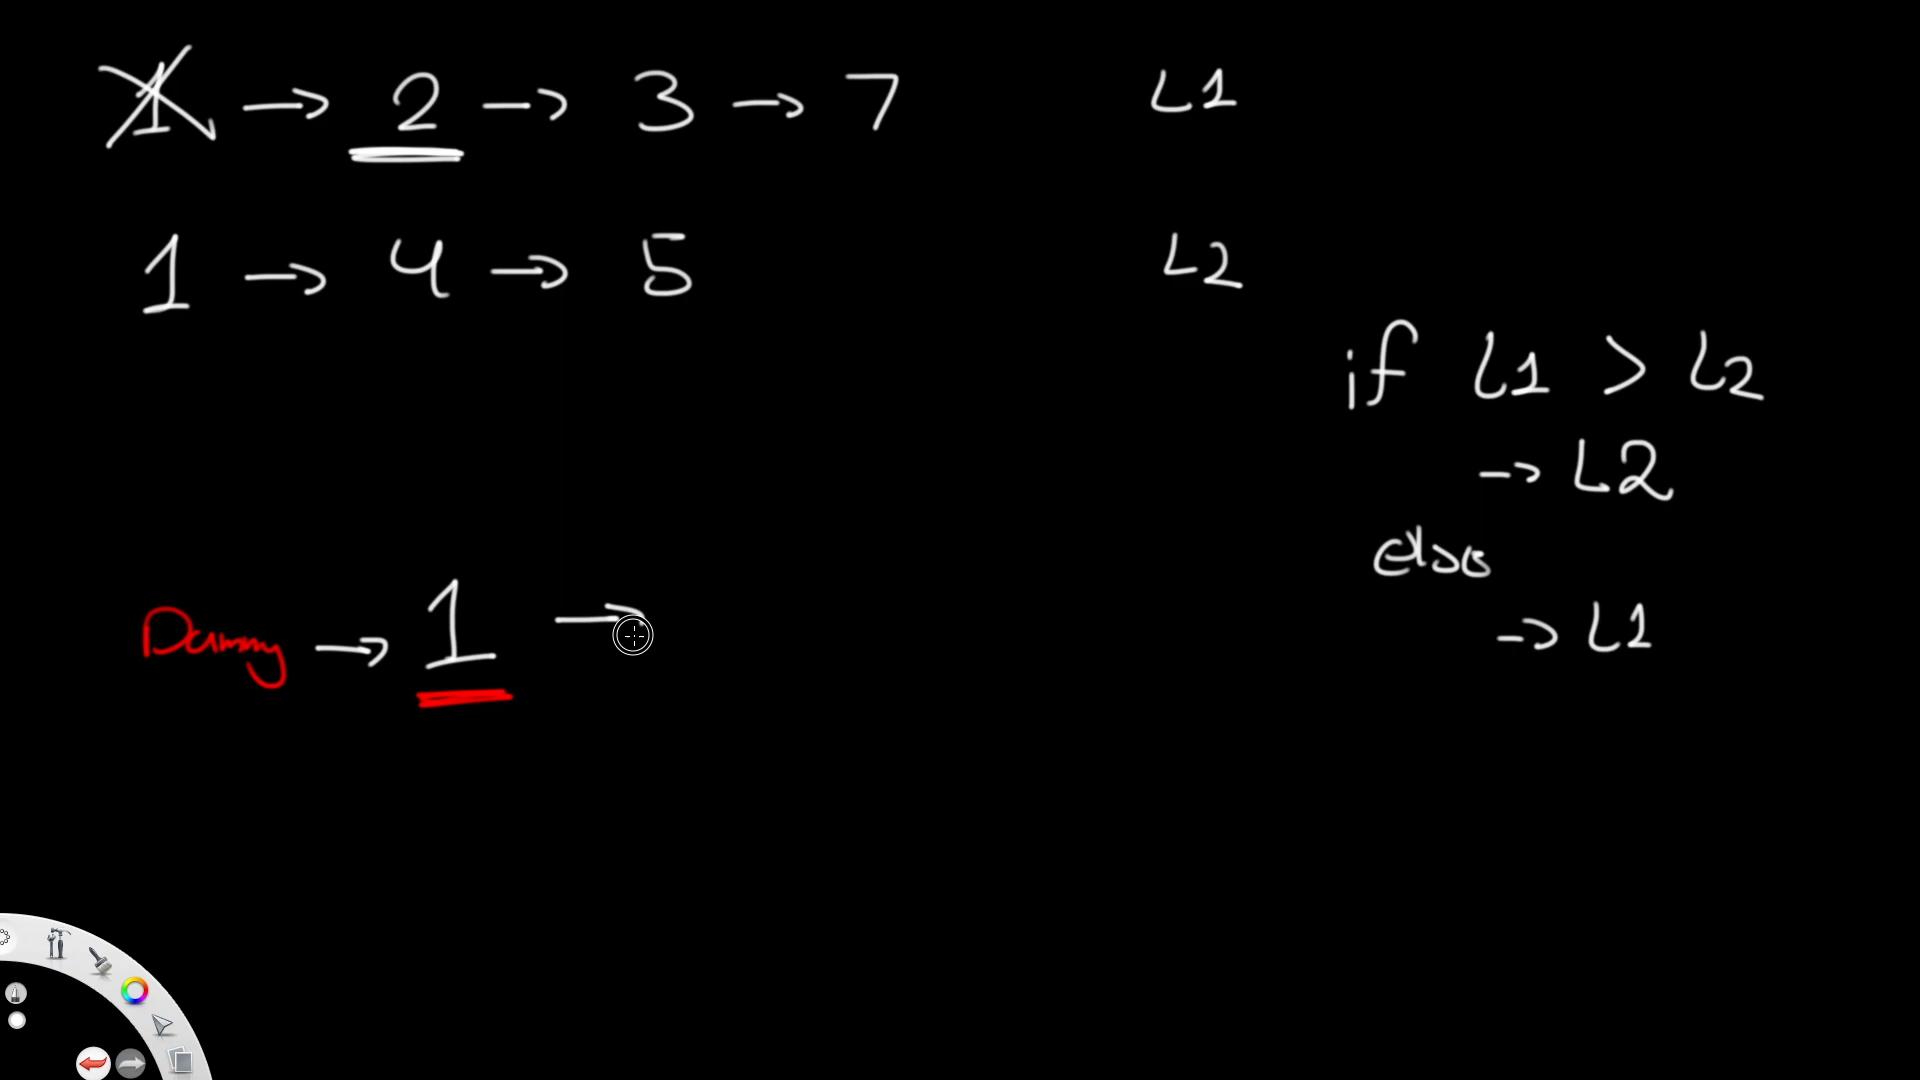 1 → 2 → 3 → 7 L1
1 → 4 → 5 L2
if L1 > L2
→ L2
else
→ L1
Dummy → 1 →